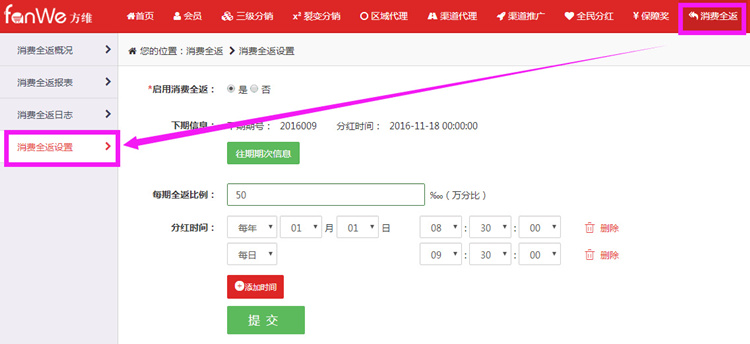 fanWe 方维 首页 会员 三级分销 x² 裂变分销 区域代理 渠道代理 渠道推广 全民分红 ¥ 保障奖 消费全返
消费全返概况
您的位置：消费全返 > 消费全返设置
消费全返报表
*启用消费全返： 是 否
消费全返日志
下期信息： 下期期号： 2016009 分红时间： 2016-11-18 00:00:00
消费全返设置
往期期次信息
每期全返比例： 50 ‱（万分比）
分红时间： 每年 01 月 01 日 08 : 30 : 00 删除
每日 09 : 30 : 00 删除
添加时间
提 交